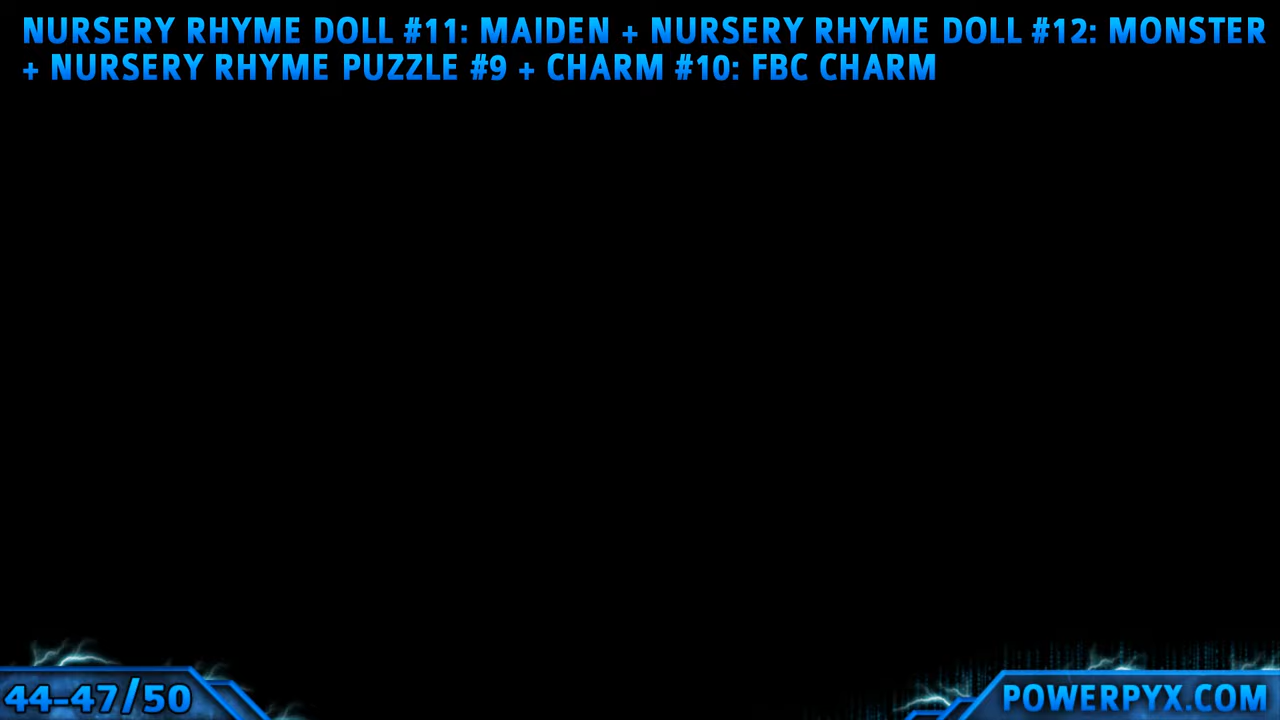 NURSERY RHYME DOLL #11: MAIDEN + NURSERY RHYME DOLL #12: MONSTER
+ NURSERY RHYME PUZZLE #9 + CHARM #10: FBC CHARM
44-47/50
POWERPYX.COM